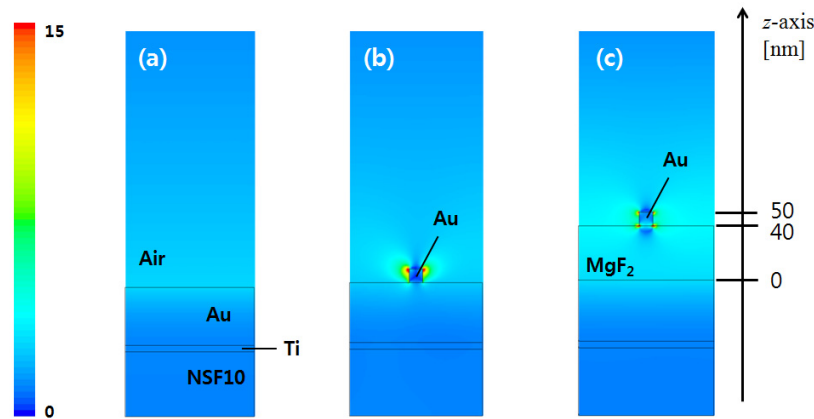 15
0
(a)
Air
Au
Ti
NSF10
(b)
Au
(c)
Au
MgF₂
z-axis
[nm]
50
40
0